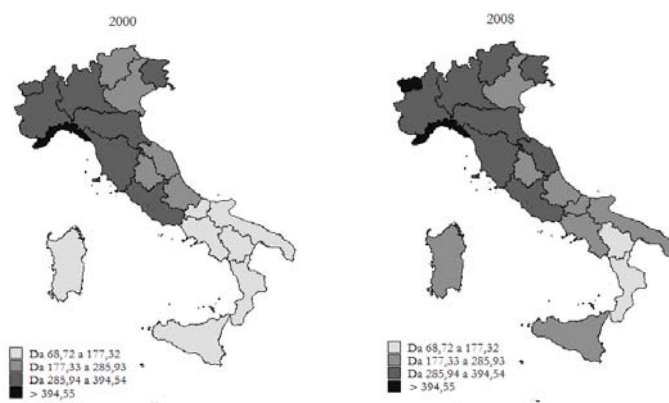 2000
2008
Da 68,72 a 177,32
Da 177,33 a 285,93
Da 285,94 a 394,54
> 394,55
Da 68,72 a 177,32
Da 177,33 a 285,93
Da 285,94 a 394,54
> 394,55